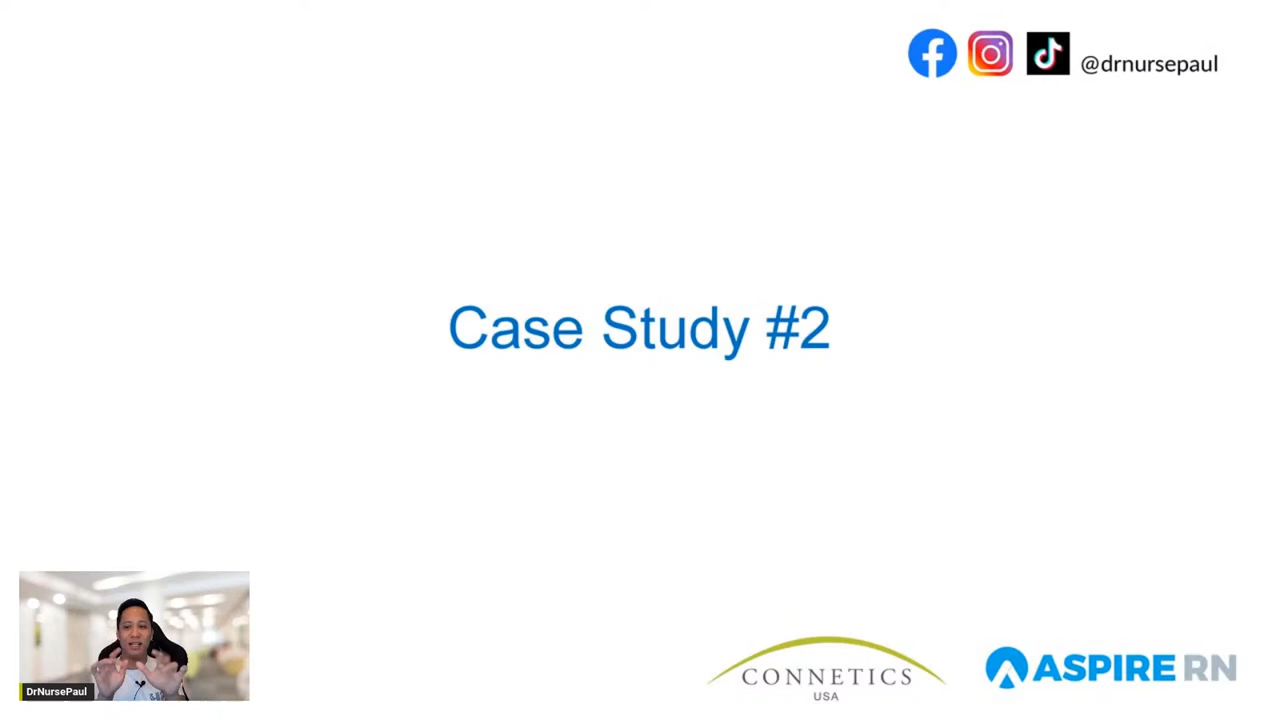 @drnursepaul
Case Study #2
DrNursePaul
CONNETICS
USA
ASPIRE RN